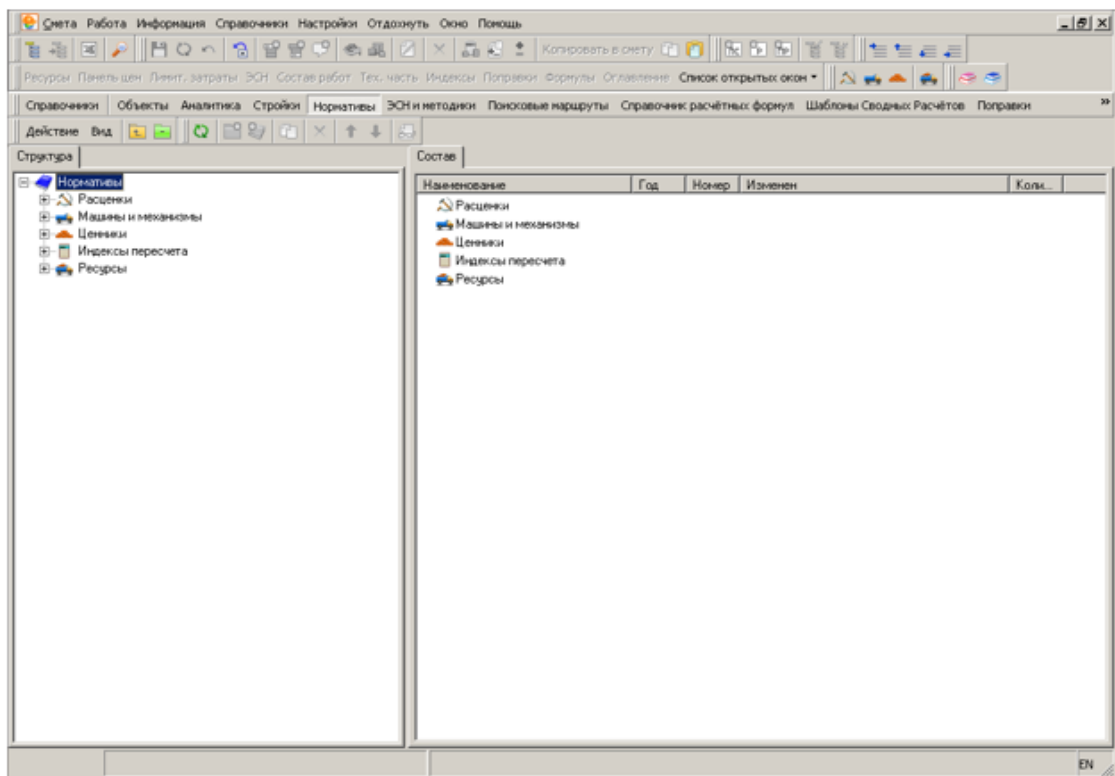 Смета Работа Информация Справочники Настройки Отдохнуть Окно Помощь
Копировать в смету
Ресурсы Панель цен Лимит. затраты ЭСН Состав работ Тех. часть Индексы Поправки Формулы Оглавление Список открытых окон
Справочники Объекты Аналитика Стройки Нормативы ЭСН и методики Поисковые маршруты Справочник расчётных формул Шаблоны Сводных Расчётов Поправки »
Действие Вид
Структура Состав
Нормативы
Расценки
Машины и механизмы
Ценники
Индексы пересчета
Ресурсы
Наименование Год Номер Изменен Коли...
Расценки
Машины и механизмы
Ценники
Индексы пересчета
Ресурсы
EN